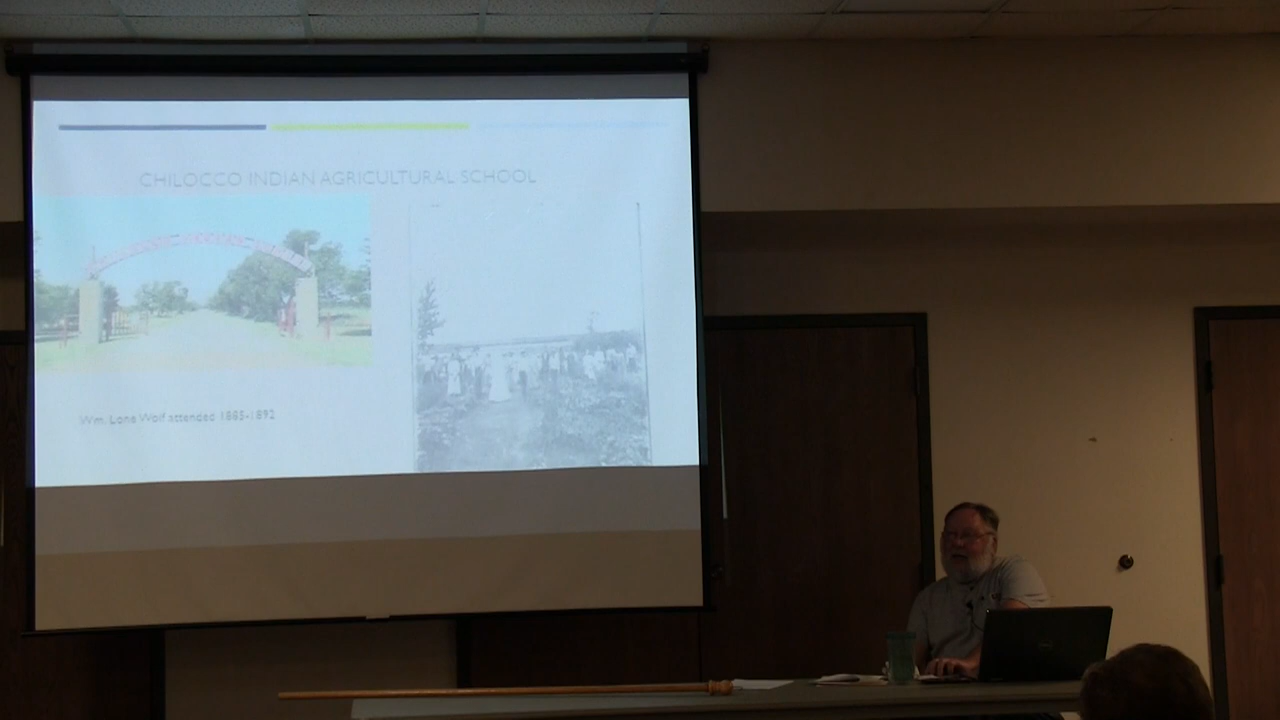 CHILOCCO INDIAN AGRICULTURAL SCHOOL
Wm. Lone Wolf attended 1885-1892